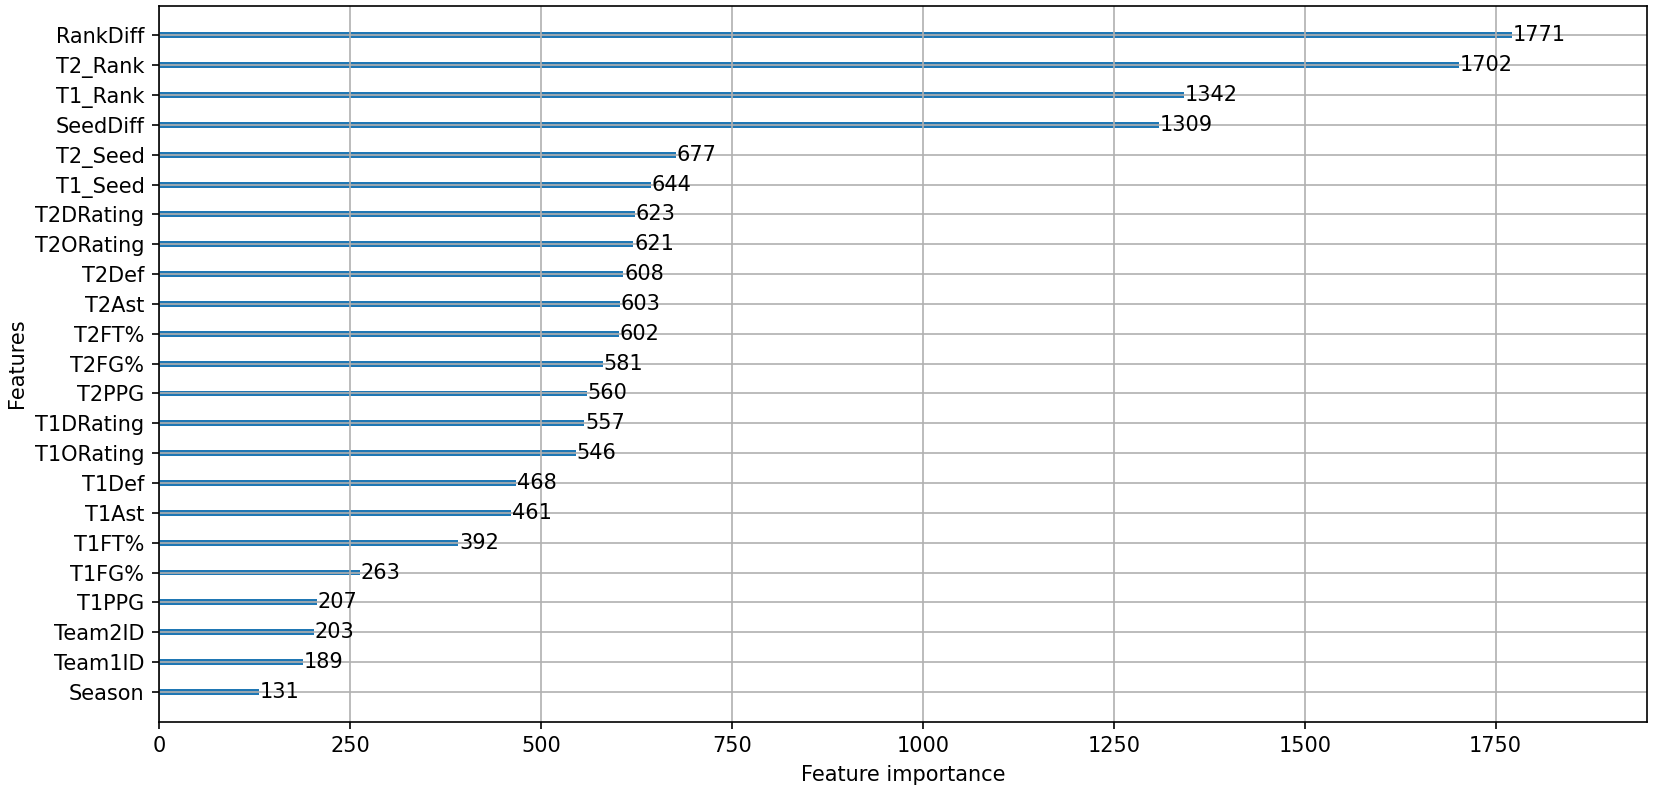 RankDiff 1771
T2_Rank 1702
T1_Rank 1342
SeedDiff 1309
T2_Seed 677
T1_Seed 644
T2DRating 623
T2ORating 621
T2Def 608
T2Ast 603
T2FT% 602
T2FG% 581
T2PPG 560
T1DRating 557
T1ORating 546
T1Def 468
T1Ast 461
T1FT% 392
T1FG% 263
T1PPG 207
Team2ID 203
Team1ID 189
Season 131
Features
0 250 500 750 1000 1250 1500 1750
Feature importance